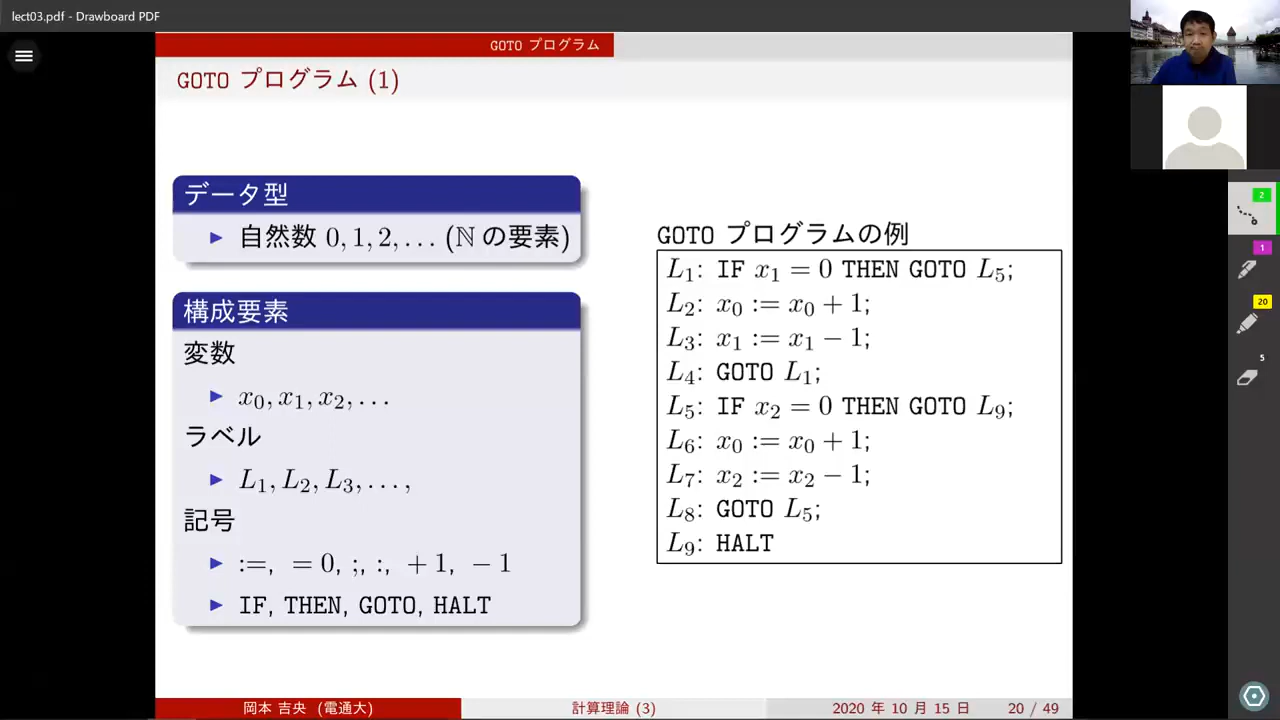 lect03.pdf - Drawboard PDF
GOTO プログラム
GOTO プログラム (1)
データ型
▶ 自然数 0, 1, 2, . . . (ℕ の要素)
構成要素
変数
▶ x₀, x₁, x₂, . . .
ラベル
▶ L₁, L₂, L₃, . . . ,
記号
▶ :=, = 0, ;, :, + 1, − 1
▶ IF, THEN, GOTO, HALT
GOTO プログラムの例
L₁: IF x₁ = 0 THEN GOTO L₅;
L₂: x₀ := x₀ + 1;
L₃: x₁ := x₁ − 1;
L₄: GOTO L₁;
L₅: IF x₂ = 0 THEN GOTO L₉;
L₆: x₀ := x₀ + 1;
L₇: x₂ := x₂ − 1;
L₈: GOTO L₅;
L₉: HALT
2
1
20
5
岡本 吉央 (電通大)
計算理論 (3)
2020 年 10 月 15 日
20 / 49